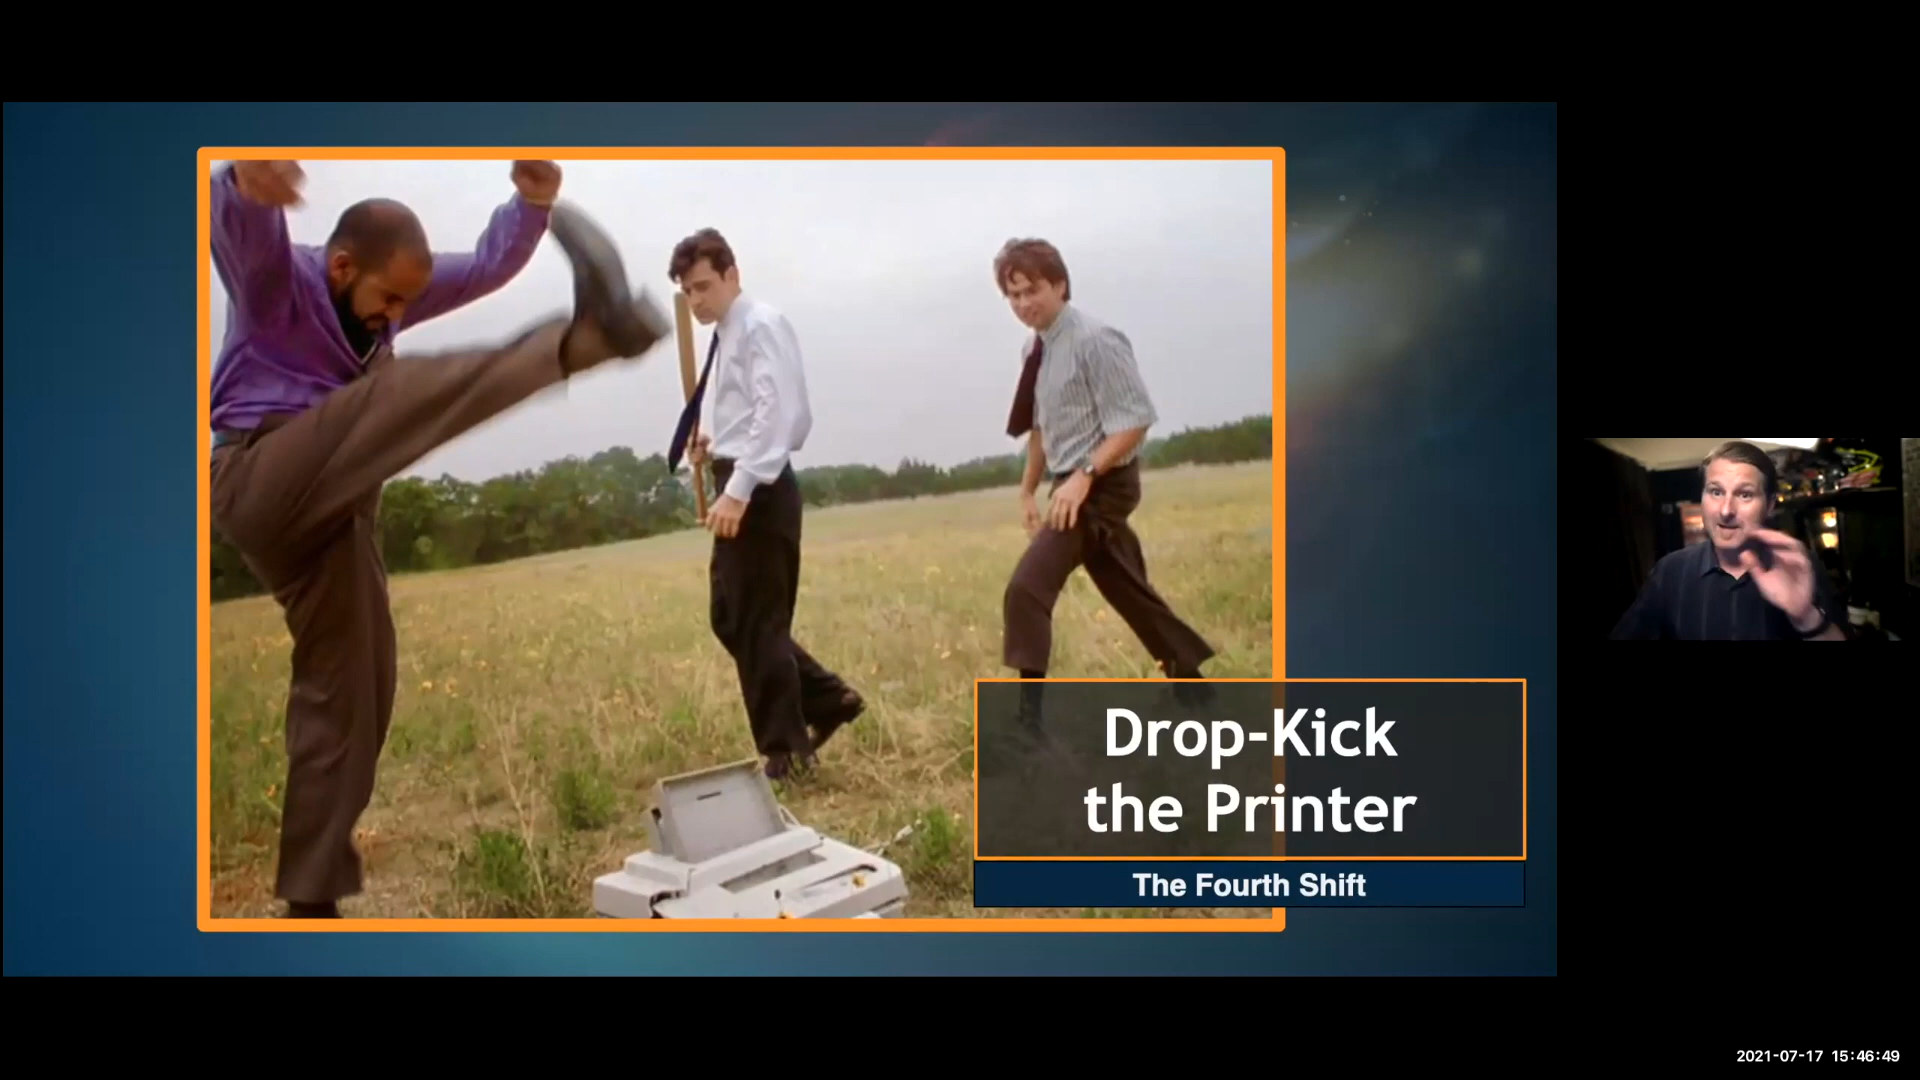 Drop-Kick
the Printer
The Fourth Shift
2021-07-17 15:46:49